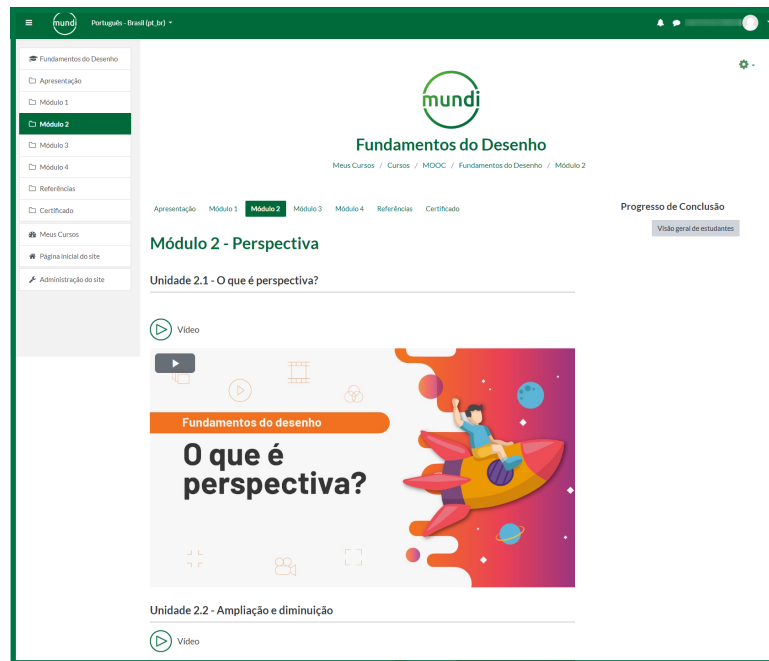 mundi
Português - Brasil (pt_br)
Fundamentos do Desenho
Apresentação
Módulo 1
Módulo 2
Módulo 3
Módulo 4
Referências
Certificado
Meus Cursos
Página inicial do site
Administração do site
mundi
Fundamentos do Desenho
Meus Cursos / Cursos / MOOC / Fundamentos do Desenho / Módulo 2
Apresentação Módulo 1 Módulo 2 Módulo 3 Módulo 4 Referências Certificado
Progresso de Conclusão
Visão geral de estudantes
Módulo 2 - Perspectiva
Unidade 2.1 - O que é perspectiva?
Vídeo
Fundamentos do desenho
O que é
perspectiva?
Unidade 2.2 - Ampliação e diminuição
Vídeo